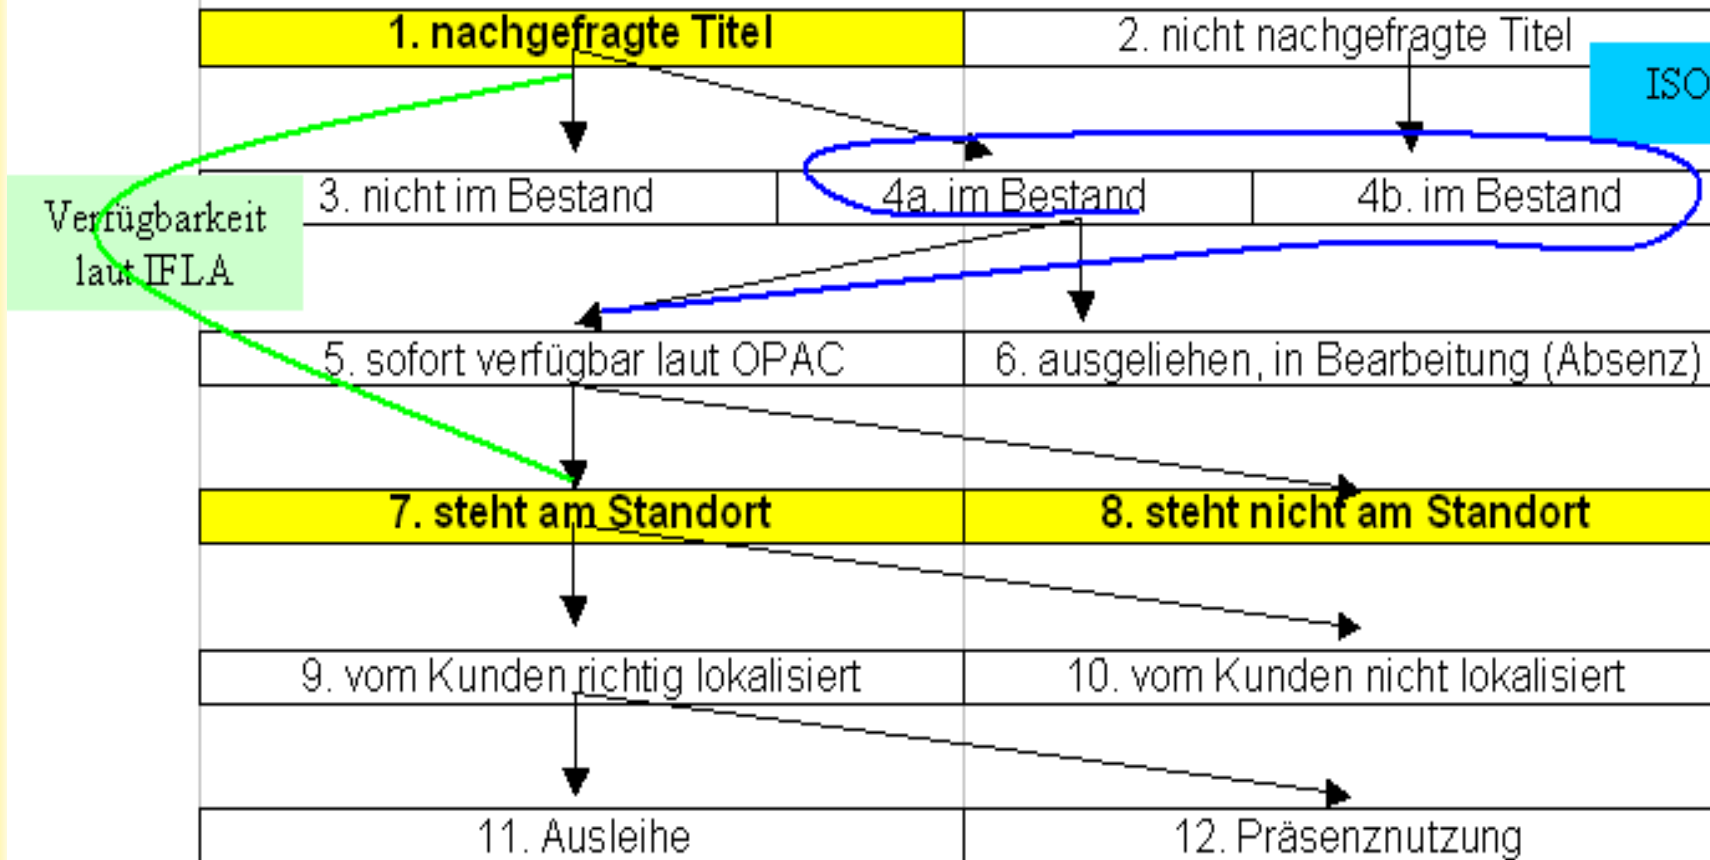 1. nachgefragte Titel
2. nicht nachgefragte Titel
ISO
Verfügbarkeit
laut IFLA
3. nicht im Bestand
4a. im Bestand
4b. im Bestand
5. sofort verfügbar laut OPAC
6. ausgeliehen, in Bearbeitung (Absenz)
7. steht am Standort
8. steht nicht am Standort
9. vom Kunden richtig lokalisiert
10. vom Kunden nicht lokalisiert
11. Ausleihe
12. Präsenznutzung